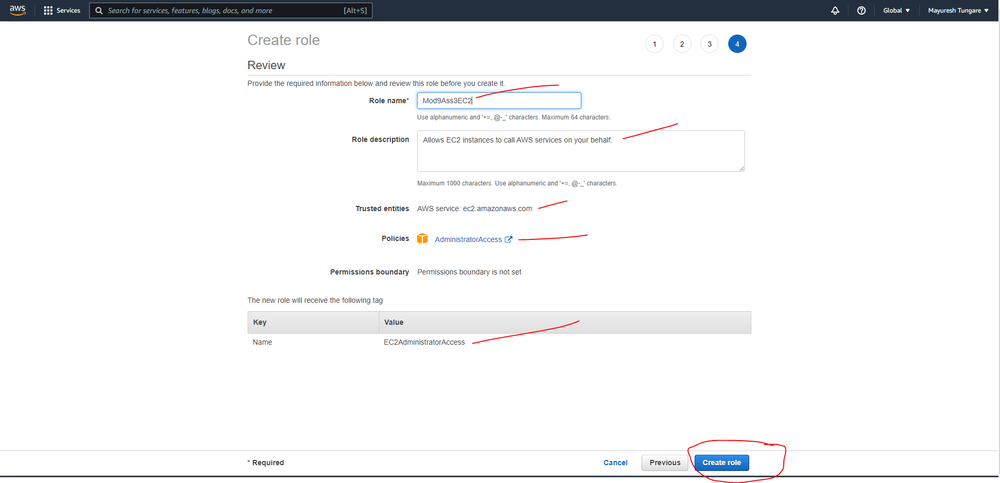 aws Services Search for services, features, blogs, docs, and more [Alt+S] Global ▼ Mayuresh Tungare ▼
Create role 1 2 3 4
Review
Provide the required information below and review this role before you create it.
Role name* Mod9Ass3EC2
Use alphanumeric and '+=,.@-_' characters. Maximum 64 characters.
Role description Allows EC2 instances to call AWS services on your behalf.
Maximum 1000 characters. Use alphanumeric and '+=,.@-_' characters.
Trusted entities AWS service: ec2.amazonaws.com
Policies AdministratorAccess
Permissions boundary Permissions boundary is not set
The new role will receive the following tag
Key Value
Name EC2AdministratorAccess
* Required Cancel Previous Create role